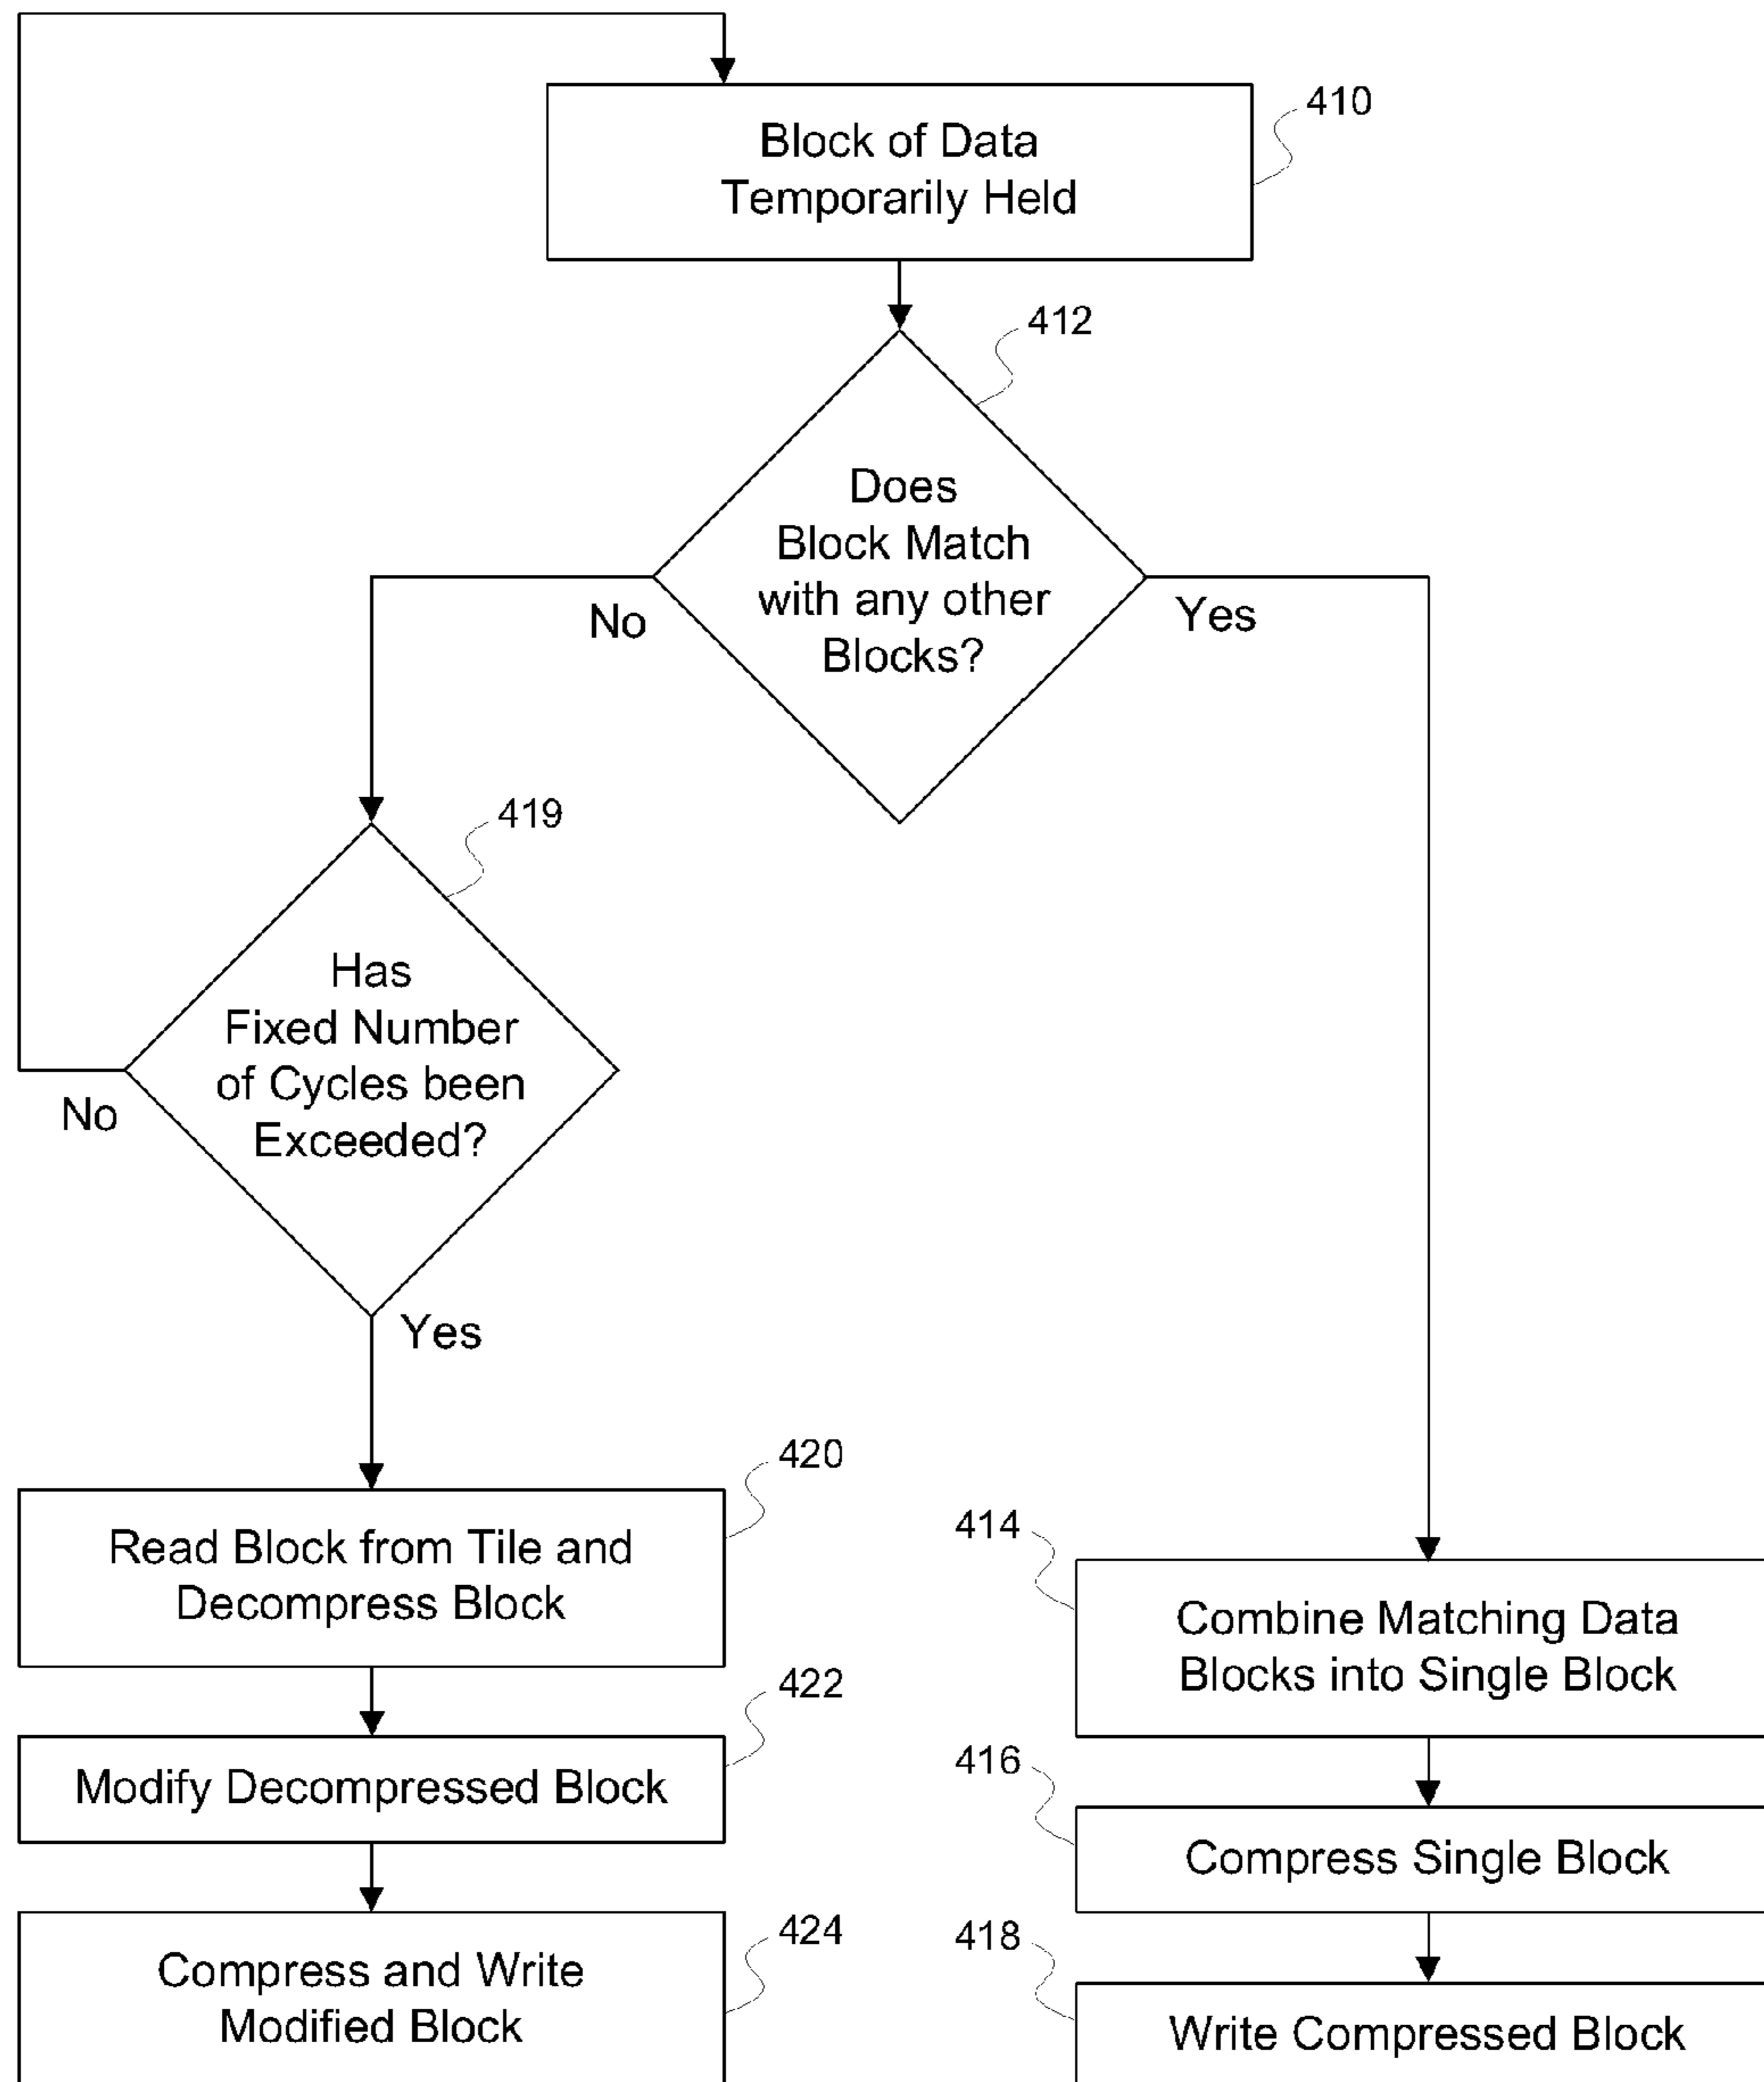 410
Block of Data
Temporarily Held
412
Does
Block Match
with any other
Blocks?
No
Yes
419
Has
Fixed Number
of Cycles been
Exceeded?
No
Yes
420
Read Block from Tile and
Decompress Block
422
Modify Decompressed Block
424
Compress and Write
Modified Block
414
Combine Matching Data
Blocks into Single Block
416
Compress Single Block
418
Write Compressed Block